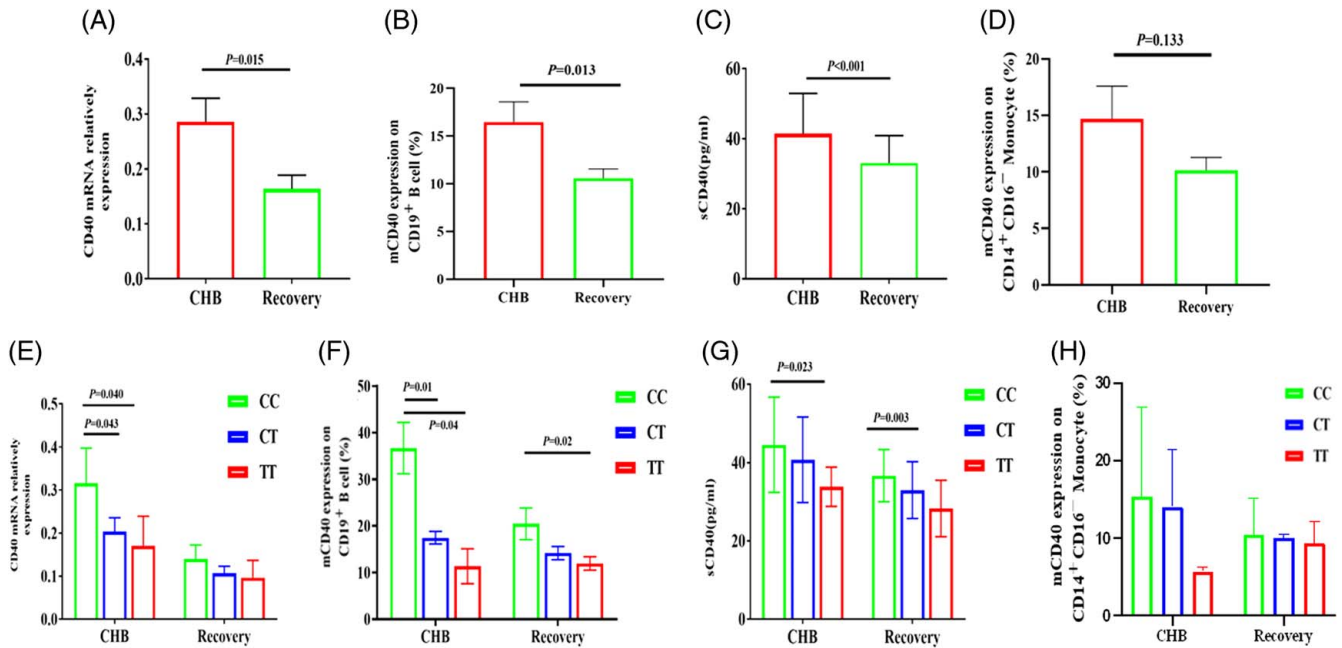 (A)
CD40 mRNA relatively
expression
0.4
0.3
0.2
0.1
0.0
P=0.015
CHB
Recovery
(B)
mCD40 expression on
CD19+ B cell (%)
20
15
10
5
0
P=0.013
CHB
Recovery
(C)
sCD40(pg/ml)
60
40
20
0
P<0.001
CHB
Recovery
(D)
mCD40 expression on
CD14+ CD16— Monocyte (%)
20
15
10
5
0
P=0.133
CHB
Recovery
(E)
CD40 mRNA relatively
expression
0.5
0.4
0.3
0.2
0.1
0.0
P=0.040
P=0.043
CC
CT
TT
CHB
Recovery
(F)
mCD40 expression on
CD19+ B cell (%)
50
40
30
20
10
0
P=0.01
P=0.04
P=0.02
CC
CT
TT
CHB
Recovery
(G)
sCD40(pg/ml)
60
40
20
0
P=0.023
P=0.003
CC
CT
TT
CHB
Recovery
(H)
mCD40 expression on
CD14+ CD16— Monocyte (%)
30
20
10
0
CC
CT
TT
CHB
Recovery